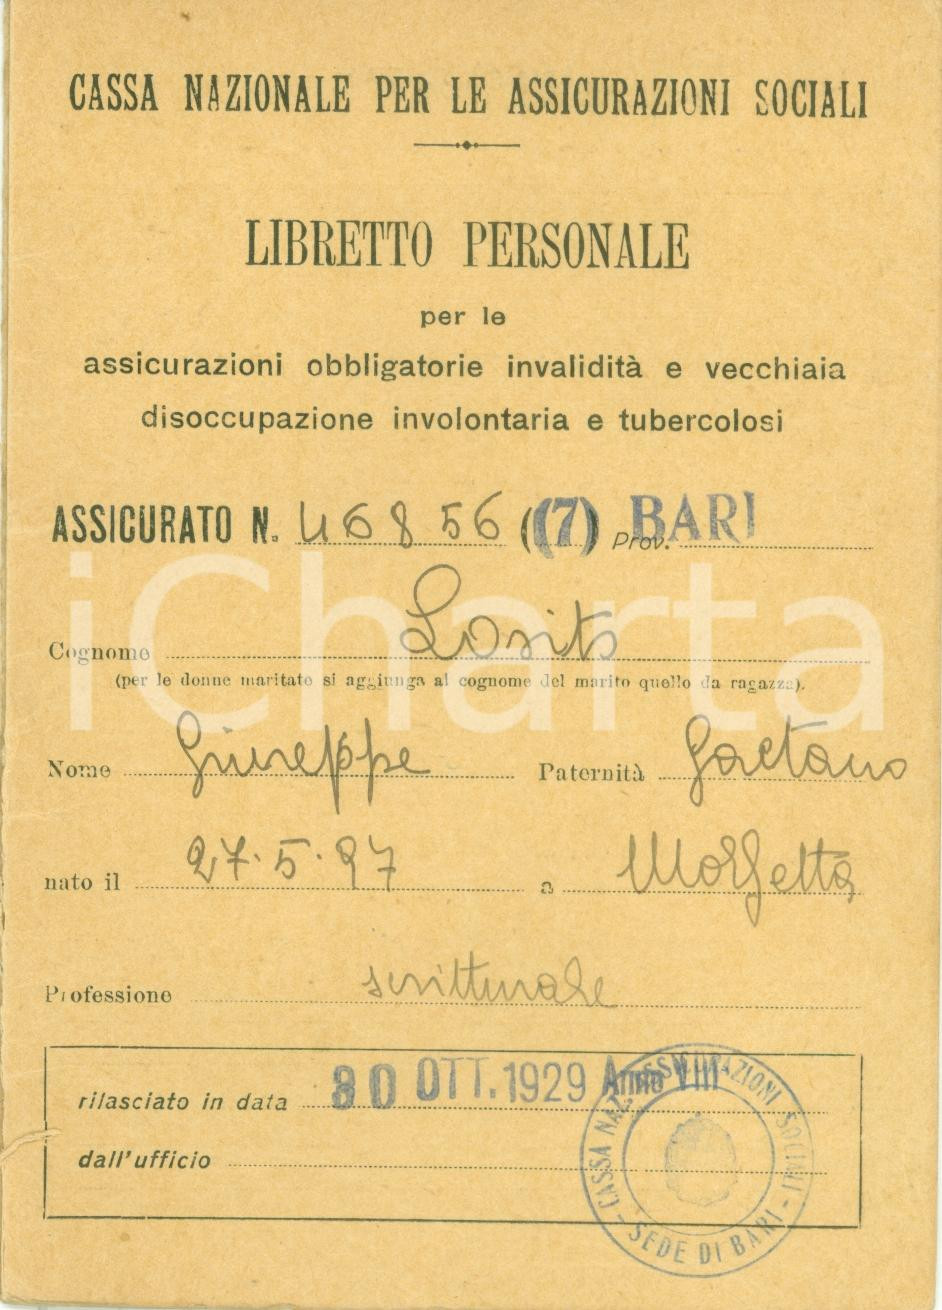 CASSA NAZIONALE PER LE ASSICURAZIONI SOCIALI
LIBRETTO PERSONALE
per le
assicurazioni obbligatorie invalidità e vecchiaia
disoccupazione involontaria e tubercolosi
ASSICURATO N. 46856 (7) Prov. BARI
iCharta
Cognome Losito
(per le donne maritate si aggiunga al cognome del marito quello da ragazza).
Nome Giuseppe Paternità Gaetano
nato il 27.5.97 a Molfetta
Professione scritturale
rilasciato in data 30 OTT. 1929 Anno VIII
dall'ufficio
CASSA NAZ. ASSICURAZIONI SOCIALI - SEDE DI BARI -